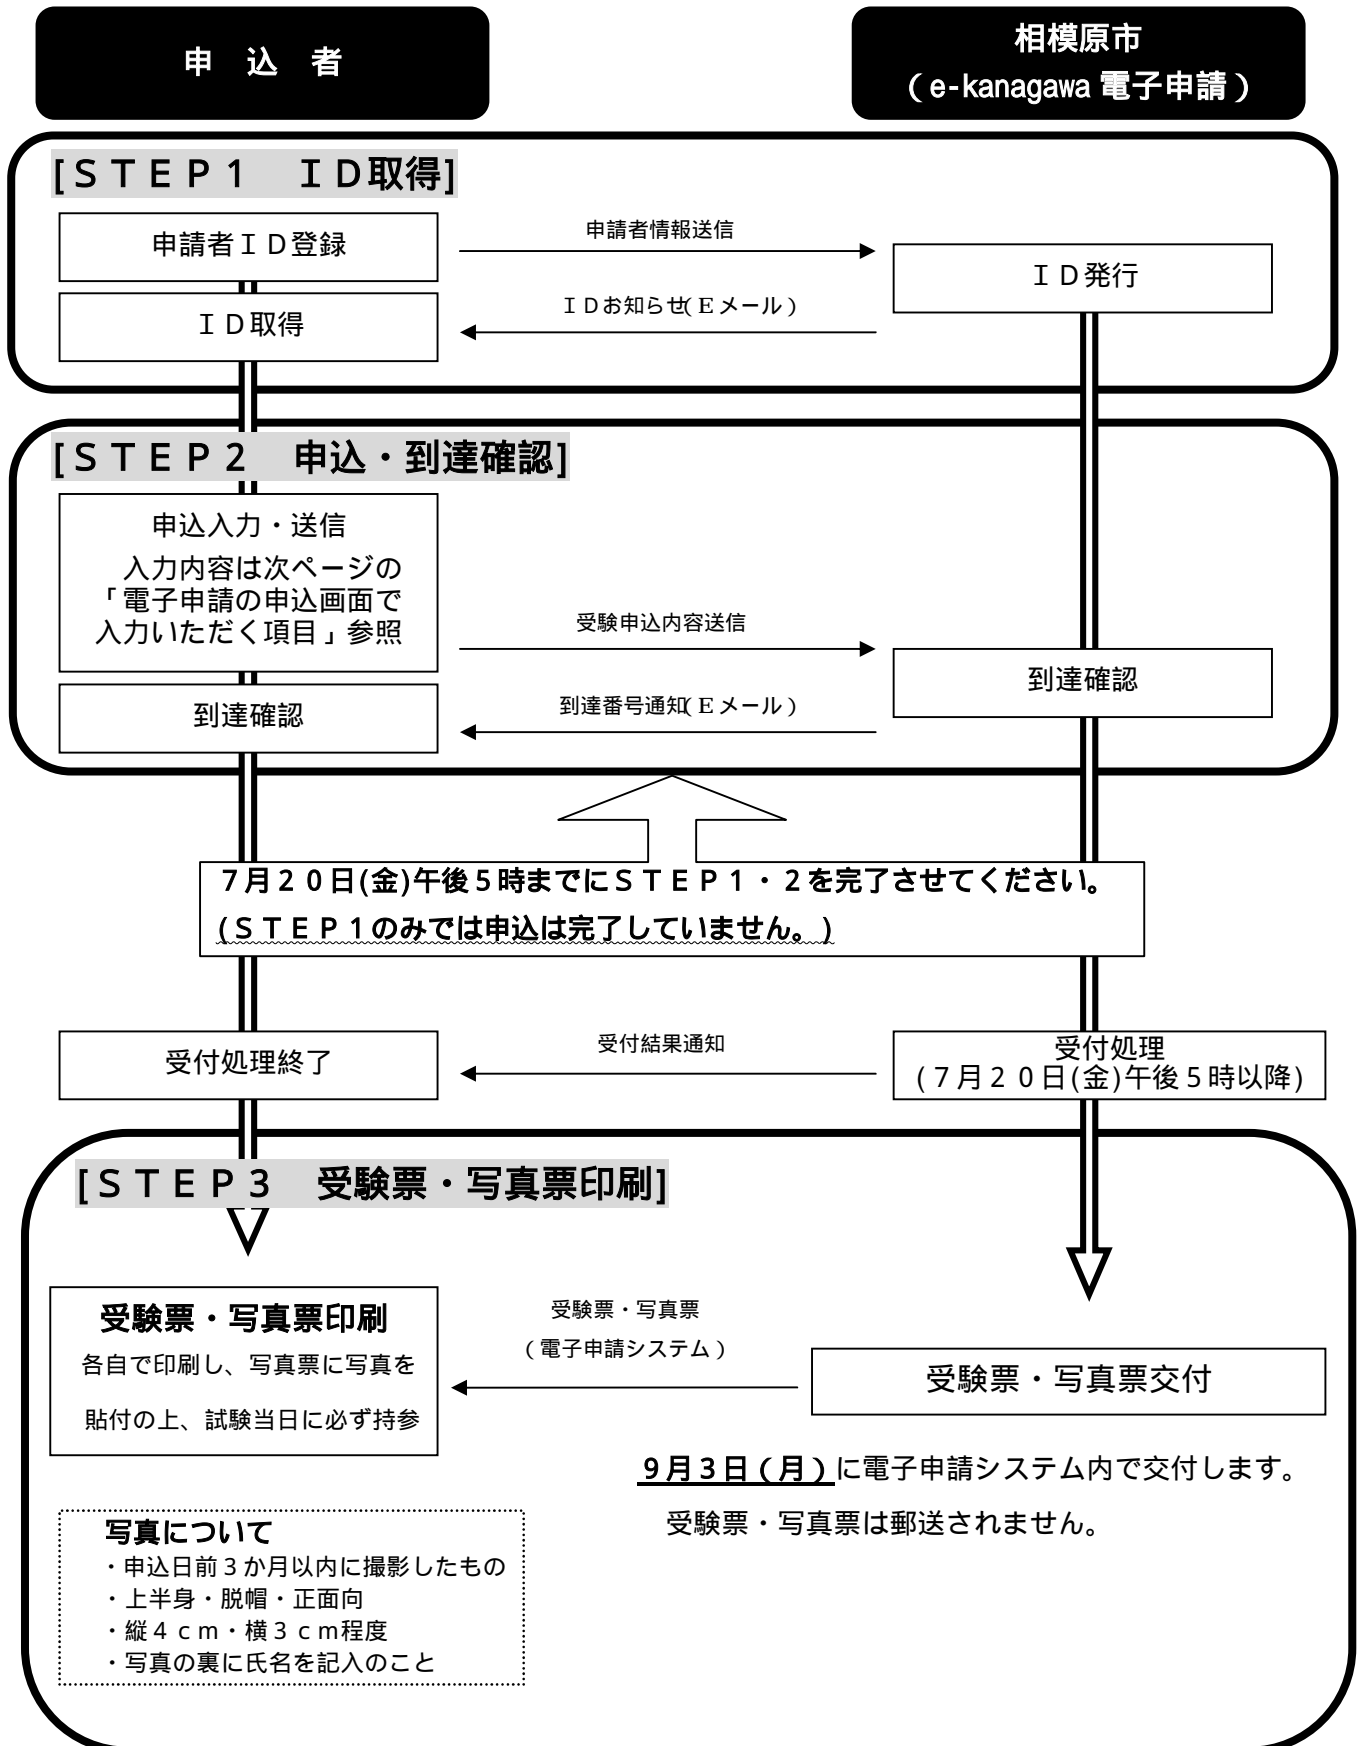 申　込　者
相模原市
（e-kanagawa 電子申請）
[ＳＴＥＰ１　ＩＤ取得]
申請者ＩＤ登録
申請者情報送信
ＩＤ発行
ＩＤ取得
ＩＤお知らせ(Ｅメール）
[ＳＴＥＰ２　申込・到達確認]
申込入力・送信
入力内容は次ページの
「電子申請の申込画面で
入力いただく項目」参照
受験申込内容送信
到達確認
到達確認
到達番号通知(Ｅメール）
７月２０日(金)午後５時までにＳＴＥＰ１・２を完了させてください。
(ＳＴＥＰ１のみでは申込は完了していません。)
受付処理終了
受付結果通知
受付処理
(７月２０日(金)午後５時以降)
[ＳＴＥＰ３　受験票・写真票印刷]
受験票・写真票印刷
各自で印刷し、写真票に写真を
貼付の上、試験当日に必ず持参
受験票・写真票
（電子申請システム）
受験票・写真票交付
９月３日（月）に電子申請システム内で交付します。
受験票・写真票は郵送されません。
写真について
・申込日前３か月以内に撮影したもの
・上半身・脱帽・正面向
・縦４ｃｍ・横３ｃｍ程度
・写真の裏に氏名を記入のこと